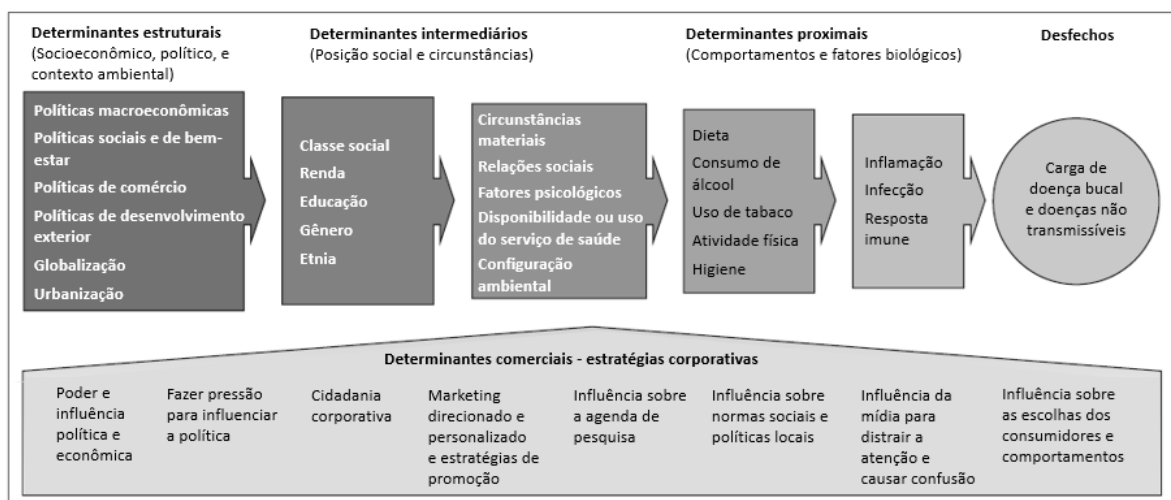 Determinantes estruturais
(Socioeconômico, político, e
contexto ambiental)
Políticas macroeconômicas
Políticas sociais e de bem-
estar
Políticas de comércio
Políticas de desenvolvimento
exterior
Globalização
Urbanização
Determinantes intermediários
(Posição social e circunstâncias)
Classe social
Renda
Educação
Gênero
Etnia
Circunstâncias
materiais
Relações sociais
Fatores psicológicos
Disponibilidade ou uso
do serviço de saúde
Configuração
ambiental
Determinantes proximais
(Comportamentos e fatores biológicos)
Dieta
Consumo de
álcool
Uso de tabaco
Atividade física
Higiene
Inflamação
Infecção
Resposta
imune
Desfechos
Carga de
doença bucal
e doenças não
transmissíveis
Determinantes comerciais - estratégias corporativas
Poder e
influência
política e
econômica
Fazer pressão
para influenciar
a política
Cidadania
corporativa
Marketing
direcionado e
personalizado
e estratégias de
promoção
Influência sobre
a agenda de
pesquisa
Influência sobre
normas sociais e
políticas locais
Influência da
mídia para
distrair a
atenção e
causar confusão
Influência sobre
as escolhas dos
consumidores e
comportamentos